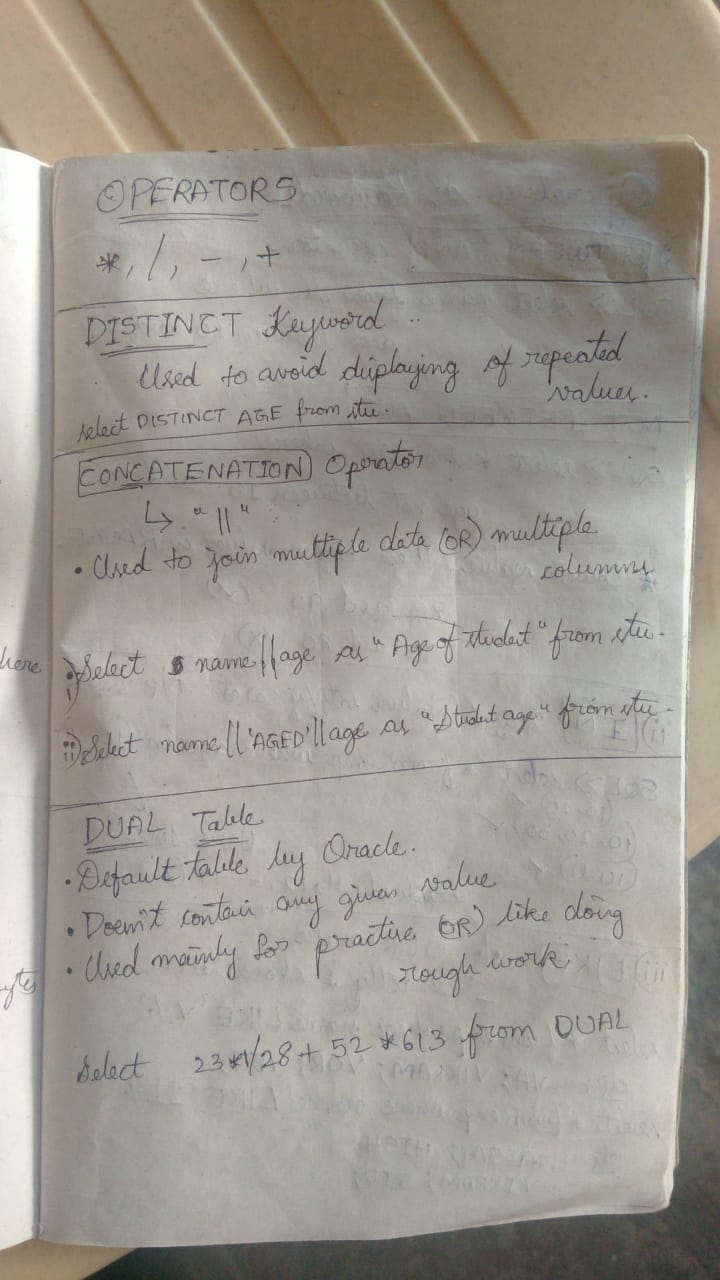 OPERATORS
*, /, -, +
DISTINCT Keyword
Used to avoid displaying of repeated
values.
select DISTINCT AGE from stu.
CONCATENATION Operator
↳ "||"
• Used to join multiple data (OR) multiple
columns
here
i) Select name||age as "Age of student" from stu.
ii) Select name||'AGED'||age as "Student age" from stu.
DUAL Table
• Default table by Oracle.
• Doesn't contain any given value
• Used mainly for practise (OR) like doing
rough work
Select 23*1/28 + 52 *613 from DUAL